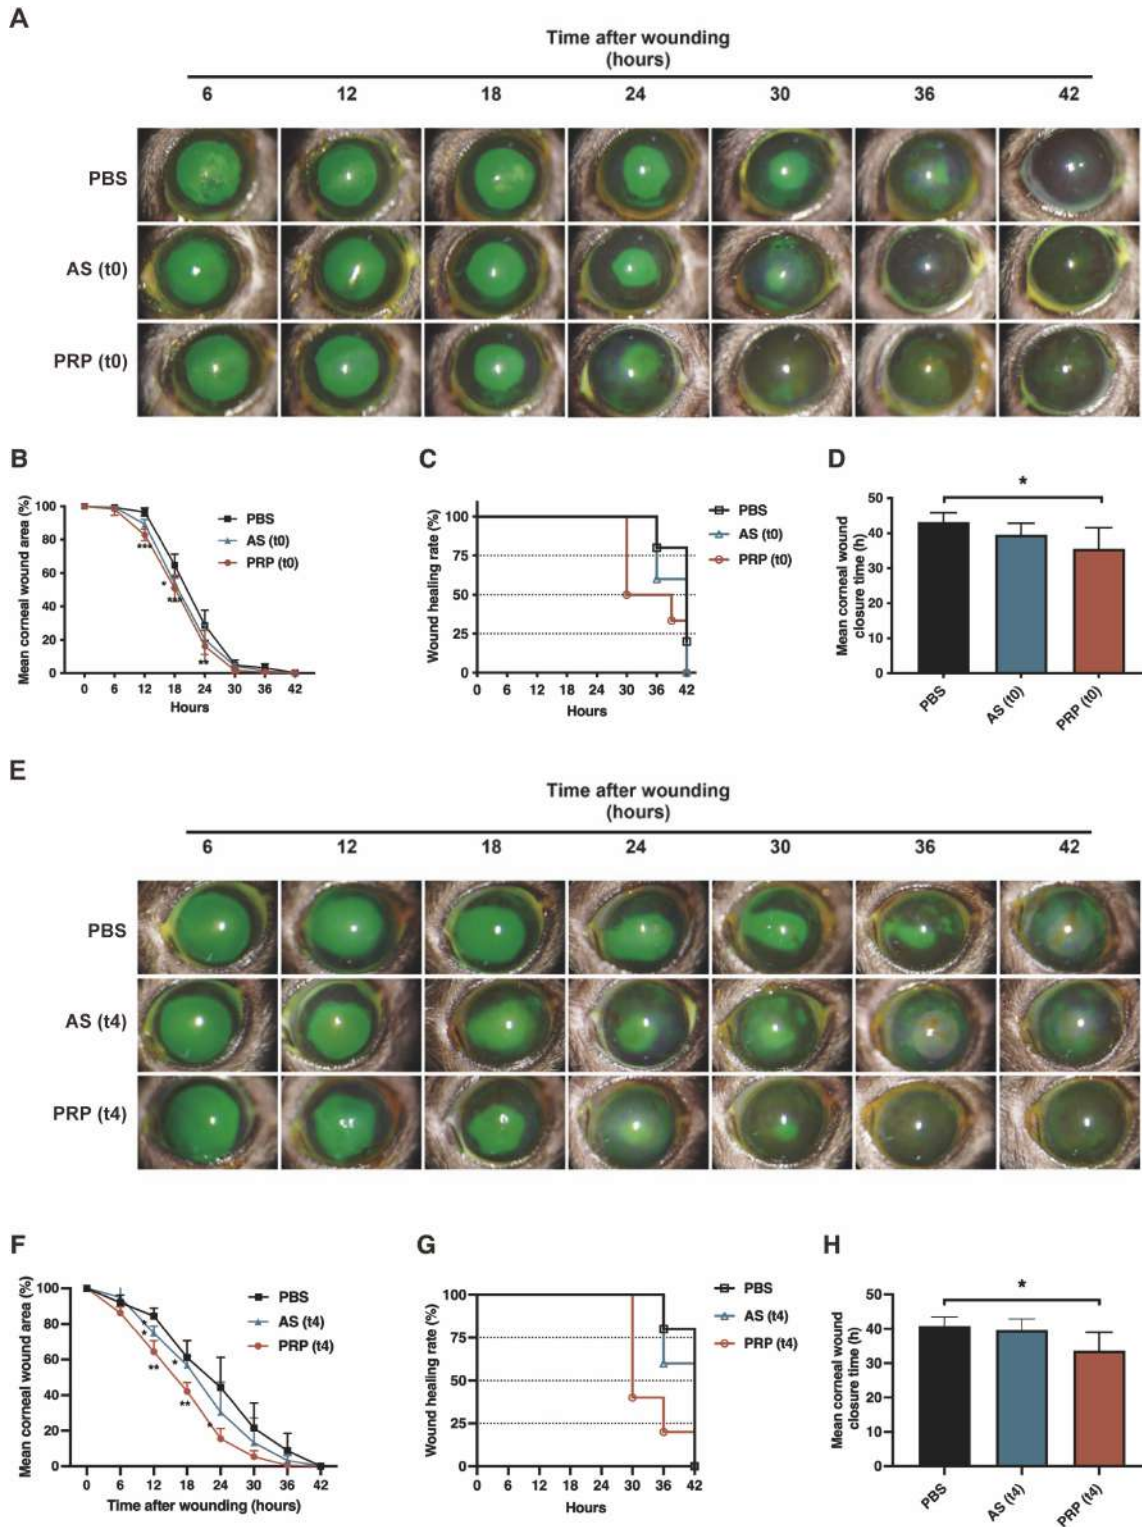 A
Time after wounding
(hours)
6 12 18 24 30 36 42
PBS
AS (t0)
PRP (t0)
B
Mean corneal wound area (%)
100
80
60
40
20
0
***
*
**
***
**
PBS
AS (t0)
PRP (t0)
0 6 12 18 24 30 36 42
Hours
C
Wound healing rate (%)
100
75
50
25
0
PBS
AS (t0)
PRP (t0)
0 6 12 18 24 30 36 42
Hours
D
Mean corneal wound
closure time (h)
50
40
30
20
10
0
*
PBS
AS (t0)
PRP (t0)
E
Time after wounding
(hours)
6 12 18 24 30 36 42
PBS
AS (t4)
PRP (t4)
F
Mean corneal wound area (%)
100
80
60
40
20
0
*
*
**
*
**
*
PBS
AS (t4)
PRP (t4)
0 6 12 18 24 30 36 42
Time after wounding (hours)
G
Wound healing rate (%)
100
75
50
25
0
PBS
AS (t4)
PRP (t4)
0 6 12 18 24 30 36 42
Hours
H
Mean corneal wound
closure time (h)
50
40
30
20
10
0
*
PBS
AS (t4)
PRP (t4)